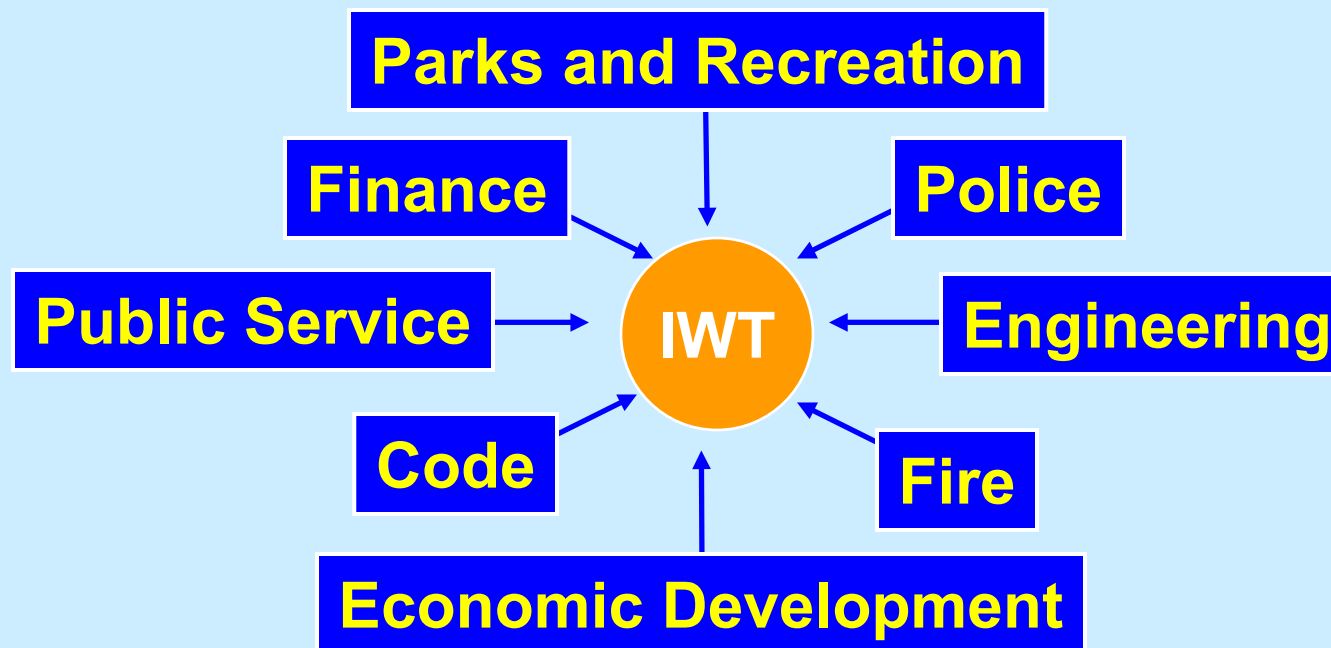 Parks and Recreation
Finance
Police
Public Service
IWT
Engineering
Code
Fire
Economic Development